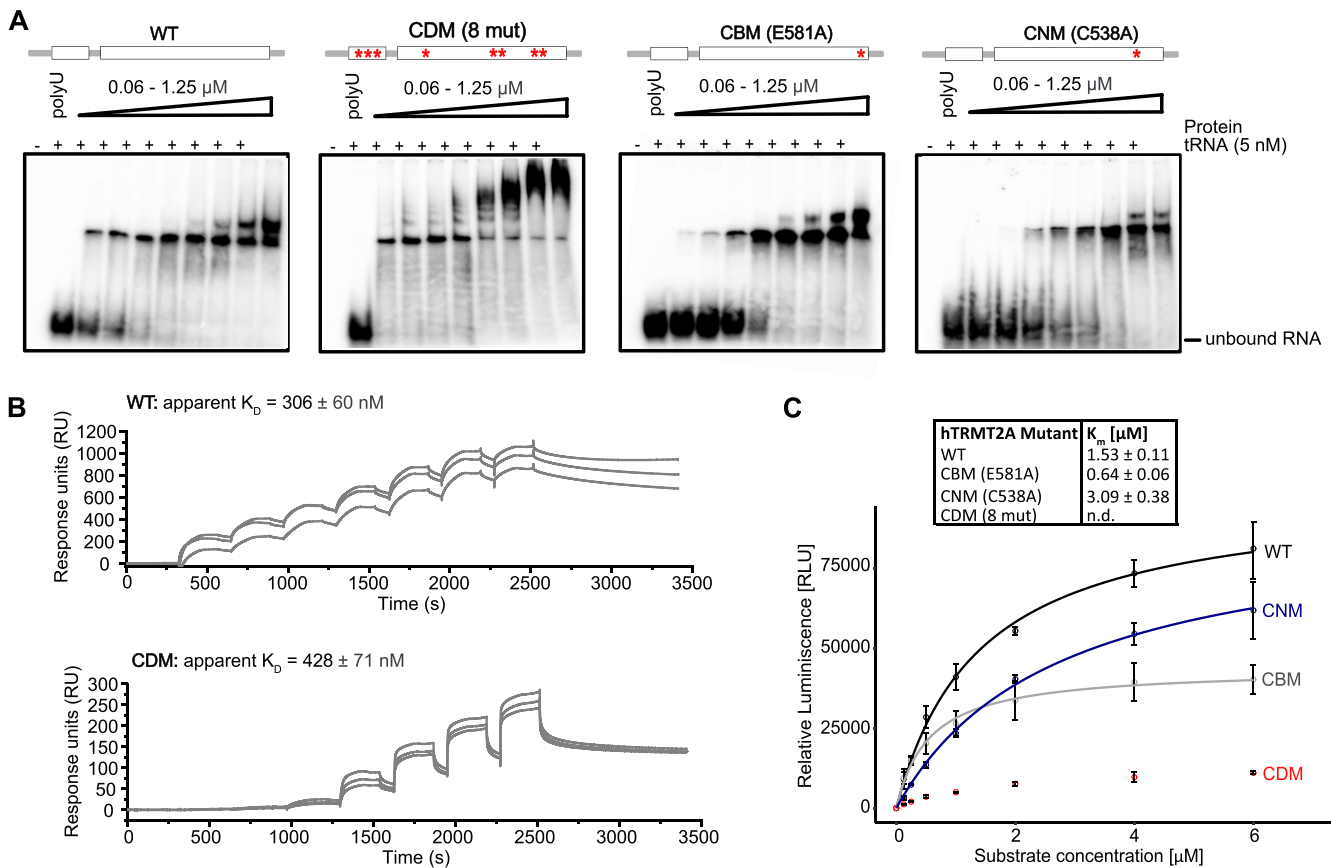 A
WT
CDM (8 mut)
CBM (E581A)
CNM (C538A)
*** * ** **
*
*
polyU
0.06 - 1.25 µM
polyU
0.06 - 1.25 µM
polyU
0.06 - 1.25 µM
polyU
0.06 - 1.25 µM
Protein
- + + + + + + + +
- + + + + + + + +
- + + + + + + + +
- + + + + + + + +
tRNA (5 nM)
unbound RNA
B
WT: apparent K_D = 306 ± 60 nM
Response units (RU)
1200
1000
800
600
400
200
0
0 500 1000 1500 2000 2500 3000 3500
Time (s)
CDM: apparent K_D = 428 ± 71 nM
Response units (RU)
300
250
200
150
100
50
0
0 500 1000 1500 2000 2500 3000 3500
Time (s)
C
hTRMT2A Mutant K_m [µM]
WT 1.53 ± 0.11
CBM (E581A) 0.64 ± 0.06
CNM (C538A) 3.09 ± 0.38
CDM (8 mut) n.d.
Relative Luminiscence [RLU]
75000
50000
25000
0
WT
CNM
CBM
CDM
0 2 4 6
Substrate concentration [µM]